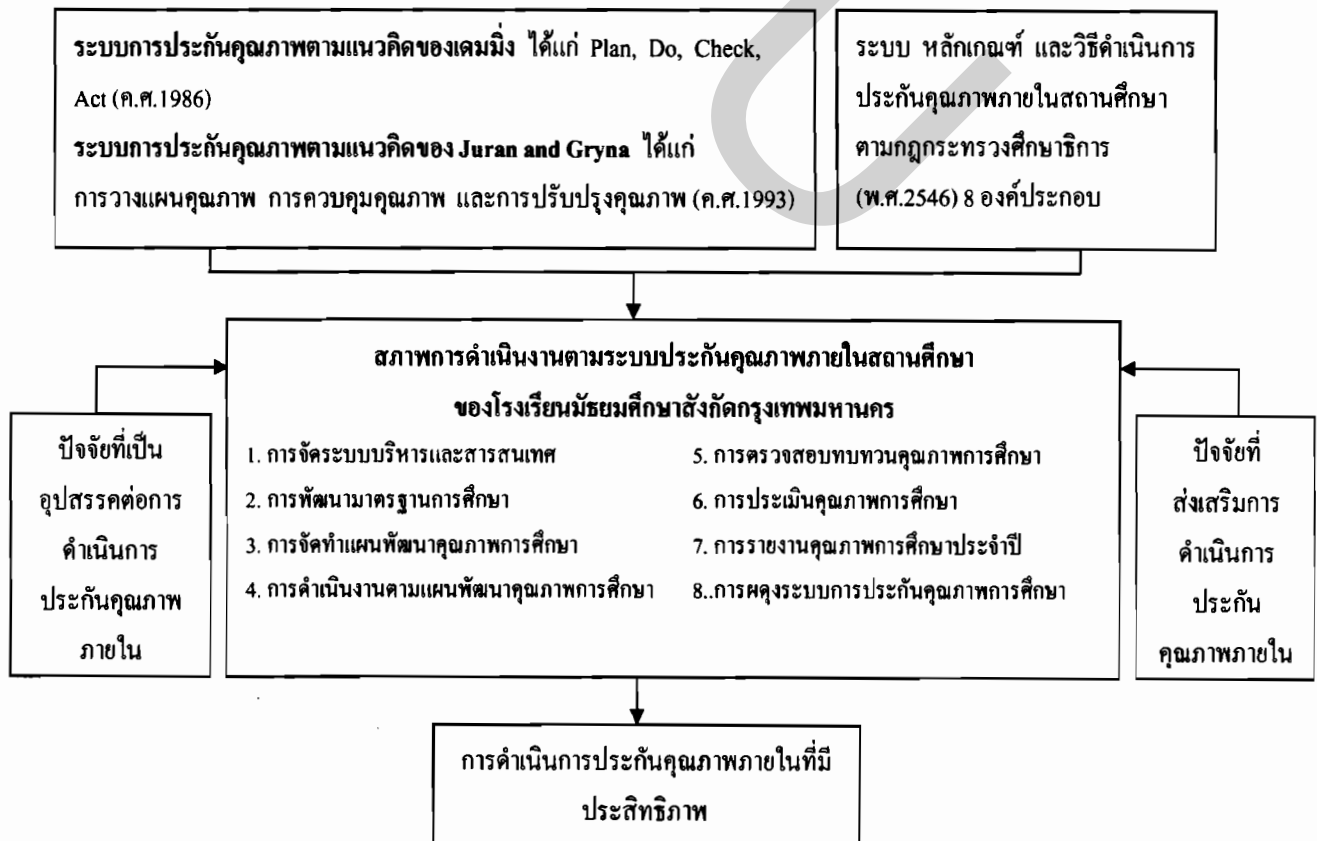 ระบบการประกันคุณภาพตามแนวคิดของเดมมิ่ง ได้แก่ Plan, Do, Check,
Act (ค.ศ.1986)
ระบบการประกันคุณภาพตามแนวคิดของ Juran and Gryna ได้แก่
การวางแผนคุณภาพ การควบคุมคุณภาพ และการปรับปรุงคุณภาพ (ค.ศ.1993)
ระบบ หลักเกณฑ์ และวิธีดำเนินการ
ประกันคุณภาพภายในสถานศึกษา
ตามกฎกระทรวงศึกษาธิการ
(พ.ศ.2546) 8 องค์ประกอบ
สภาพการดำเนินงานตามระบบประกันคุณภาพภายในสถานศึกษา
ของโรงเรียนมัธยมศึกษาสังกัดกรุงเทพมหานคร
1. การจัดระบบบริหารและสารสนเทศ
2. การพัฒนามาตรฐานการศึกษา
3. การจัดทำแผนพัฒนาคุณภาพการศึกษา
4. การดำเนินงานตามแผนพัฒนาคุณภาพการศึกษา
5. การตรวจสอบทบทวนคุณภาพการศึกษา
6. การประเมินคุณภาพการศึกษา
7. การรายงานคุณภาพการศึกษาประจำปี
8..การผดุงระบบการประกันคุณภาพการศึกษา
ปัจจัยที่เป็น
อุปสรรคต่อการ
ดำเนินการ
ประกันคุณภาพ
ภายใน
ปัจจัยที่
ส่งเสริมการ
ดำเนินการ
ประกัน
คุณภาพภายใน
การดำเนินการประกันคุณภาพภายในที่มี
ประสิทธิภาพ